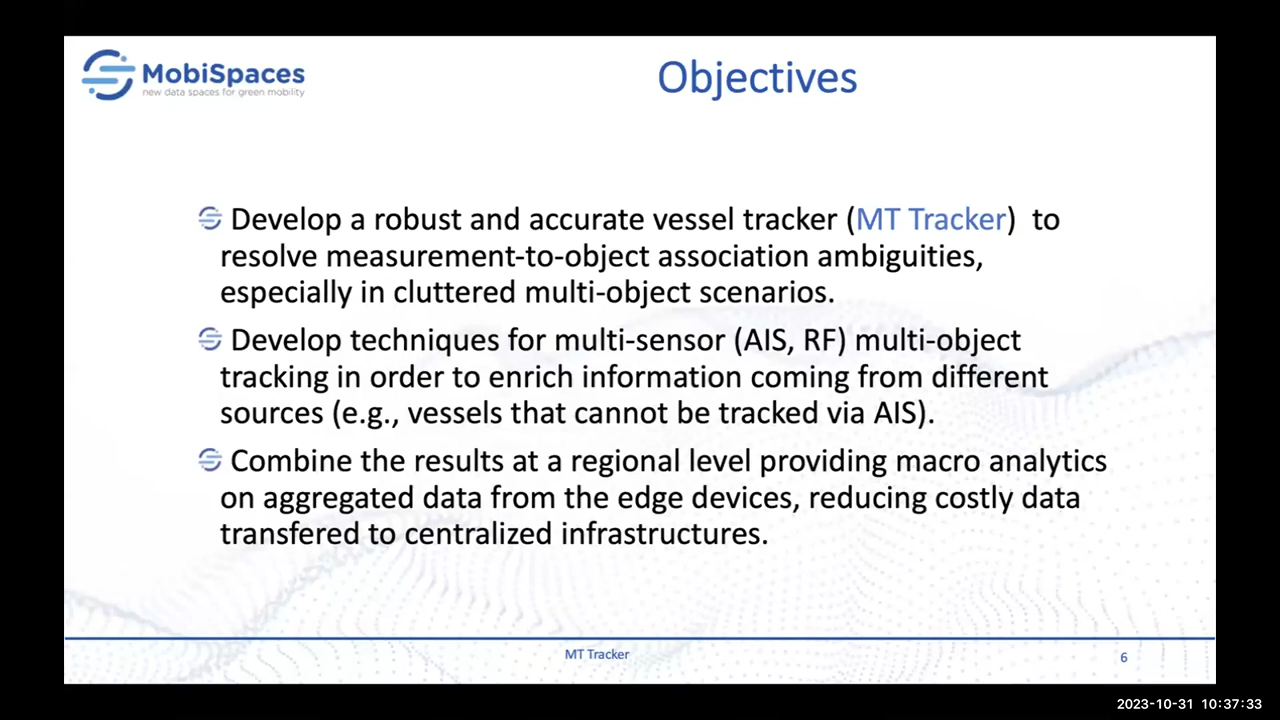 MobiSpaces
new data spaces for green mobility
Objectives
Develop a robust and accurate vessel tracker (MT Tracker)  to
resolve measurement-to-object association ambiguities,
especially in cluttered multi-object scenarios.
Develop techniques for multi-sensor (AIS, RF) multi-object
tracking in order to enrich information coming from different
sources (e.g., vessels that cannot be tracked via AIS).
Combine the results at a regional level providing macro analytics
on aggregated data from the edge devices, reducing costly data
transfered to centralized infrastructures.
MT Tracker
6
2023-10-31 10:37:33